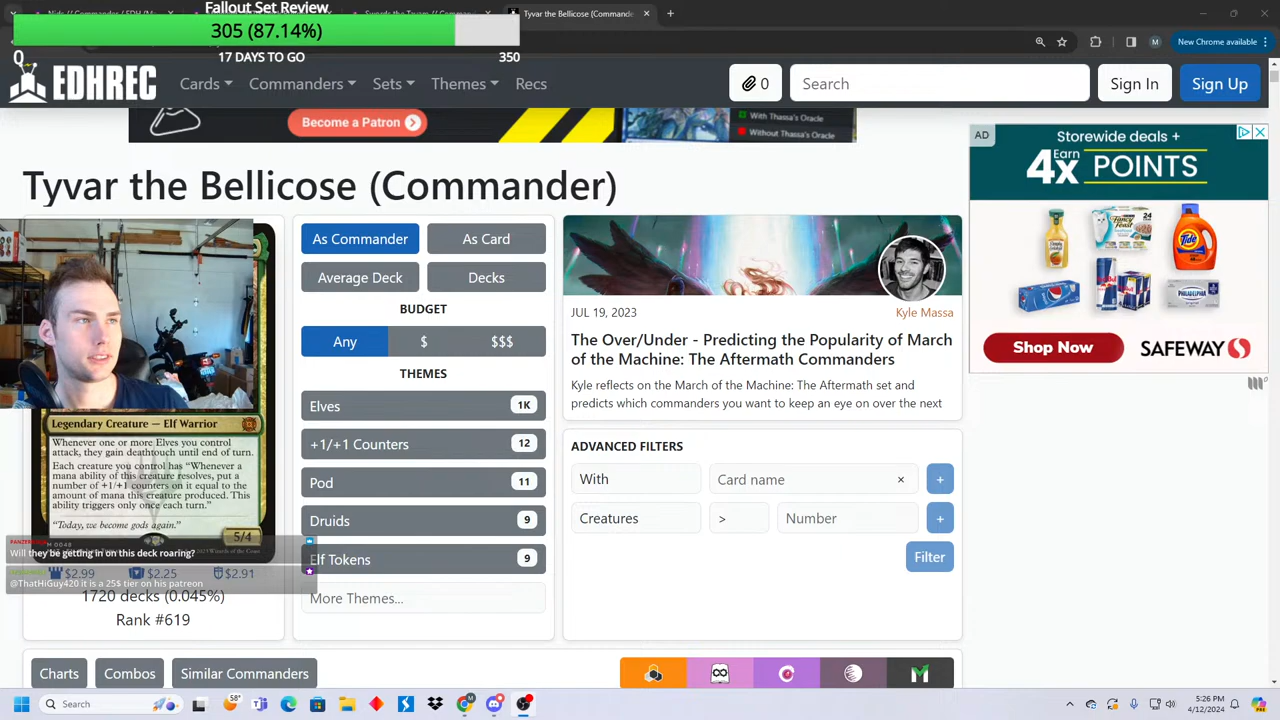 Fallout Set Review
305 (87.14%)
0
17 DAYS TO GO
350
Tyvar the Bellicose (Comman
New Chrome available
EDHREC
Cards
Commanders
Sets
Themes
Recs
0
Search
Sign In
Sign Up
Become a Patron
With Thassa's Oracle
Without Thassa's Oracle
AD
Storewide deals +
Earn
4x POINTS
Shop Now
SAFEWAY
Tyvar the Bellicose (Commander)
As Commander
As Card
Average Deck
Decks
BUDGET
Any
$
$$$
THEMES
Elves
1K
+1/+1 Counters
12
Pod
11
Druids
9
Elf Tokens
9
More Themes...
JUL 19, 2023
Kyle Massa
The Over/Under - Predicting the Popularity of March
of the Machine: The Aftermath Commanders
Kyle reflects on the March of the Machine: The Aftermath set and
predicts which commanders you want to keep an eye on over the next
ADVANCED FILTERS
With
Card name
×
+
Creatures
>
Number
+
Filter
Legendary Creature — Elf Warrior
Whenever one or more Elves you control
attack, they gain deathtouch until end of turn.
Each creature you control has "Whenever a
mana ability of this creature resolves, put a
number of +1/+1 counters on it equal to the
amount of mana this creature produced. This
ability triggers only once each turn."
"Today, we become gods again."
5/4
Will they be getting in on this deck roaring?
$2.99
$2.25
$2.91
@ThatHiGuy420 it is a 25$ tier on his patreon
1720 decks (0.045%)
Rank #619
Charts
Combos
Similar Commanders
Search
58°
5:26 PM
4/12/2024